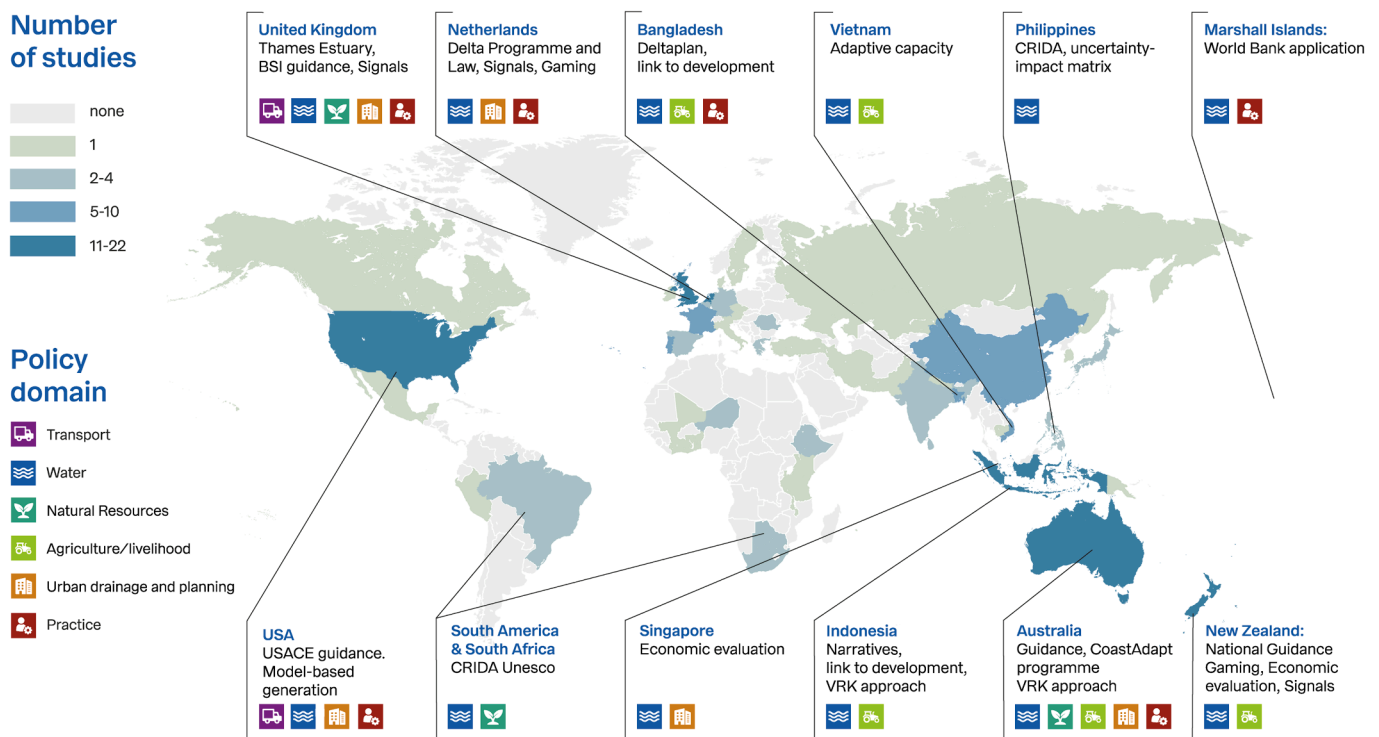 Number
of studies
none
1
2-4
5-10
11-22
Policy
domain
Transport
Water
Natural Resources
Agriculture/livelihood
Urban drainage and planning
Practice
United Kingdom
Thames Estuary,
BSI guidance, Signals
Netherlands
Delta Programme and
Law, Signals, Gaming
Bangladesh
Deltaplan,
link to development
Vietnam
Adaptive capacity
Philippines
CRIDA, uncertainty-
impact matrix
Marshall Islands:
World Bank application
USA
USACE guidance.
Model-based
generation
South America
& South Africa
CRIDA Unesco
Singapore
Economic evaluation
Indonesia
Narratives,
link to development,
VRK approach
Australia
Guidance, CoastAdapt
programme
VRK approach
New Zealand:
National Guidance
Gaming, Economic
evaluation, Signals